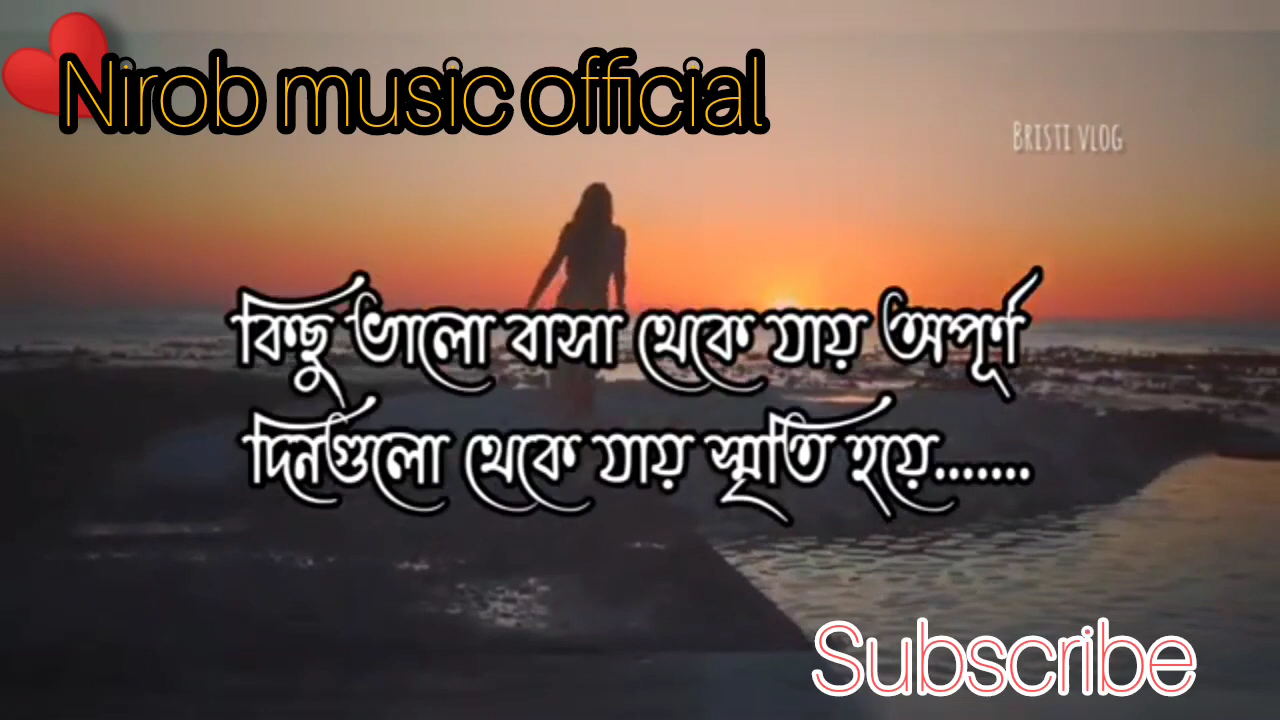 Nirob music official
BRISTI VLOG
কিছু ভালো বাসা থেকে যায় অপূর্ণ
দিনগুলো থেকে যায় স্মৃতি হয়ে.......
Subscribe